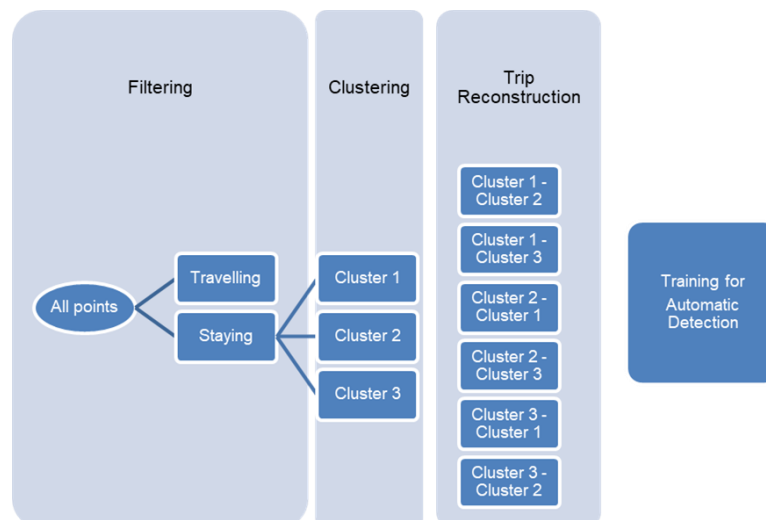 Filtering
Clustering
Trip
Reconstruction
All points
Travelling
Staying
Cluster 1
Cluster 2
Cluster 3
Cluster 1 -
Cluster 2
Cluster 1 -
Cluster 3
Cluster 2 -
Cluster 1
Cluster 2 -
Cluster 3
Cluster 3 -
Cluster 1
Cluster 3 -
Cluster 2
Training for
Automatic
Detection